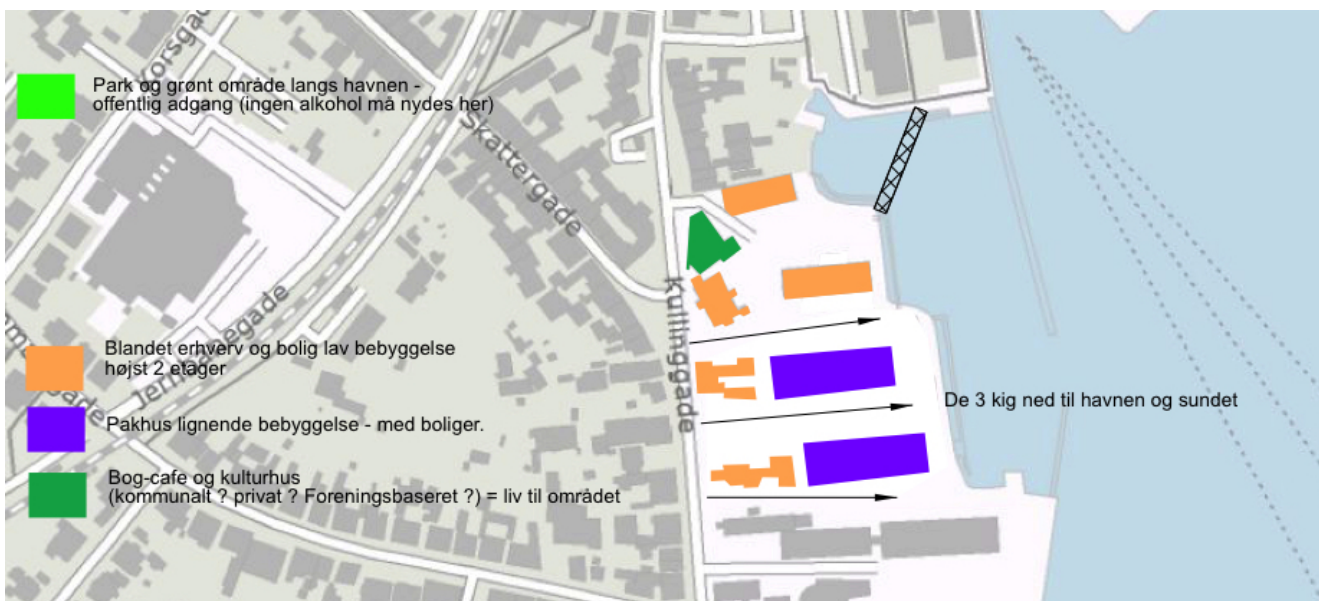 Korsgade
Park og grønt område langs havnen -
offentlig adgang (ingen alkohol må nydes her)
Skattergade
Kullinggade
Jernbanegade
Blandet erhverv og bolig lav bebyggelse
højst 2 etager
De 3 kig ned til havnen og sundet
Pakhus lignende bebyggelse - med boliger.
Bog-cafe og kulturhus
(kommunalt ? privat ? Foreningsbaseret ?) = liv til området